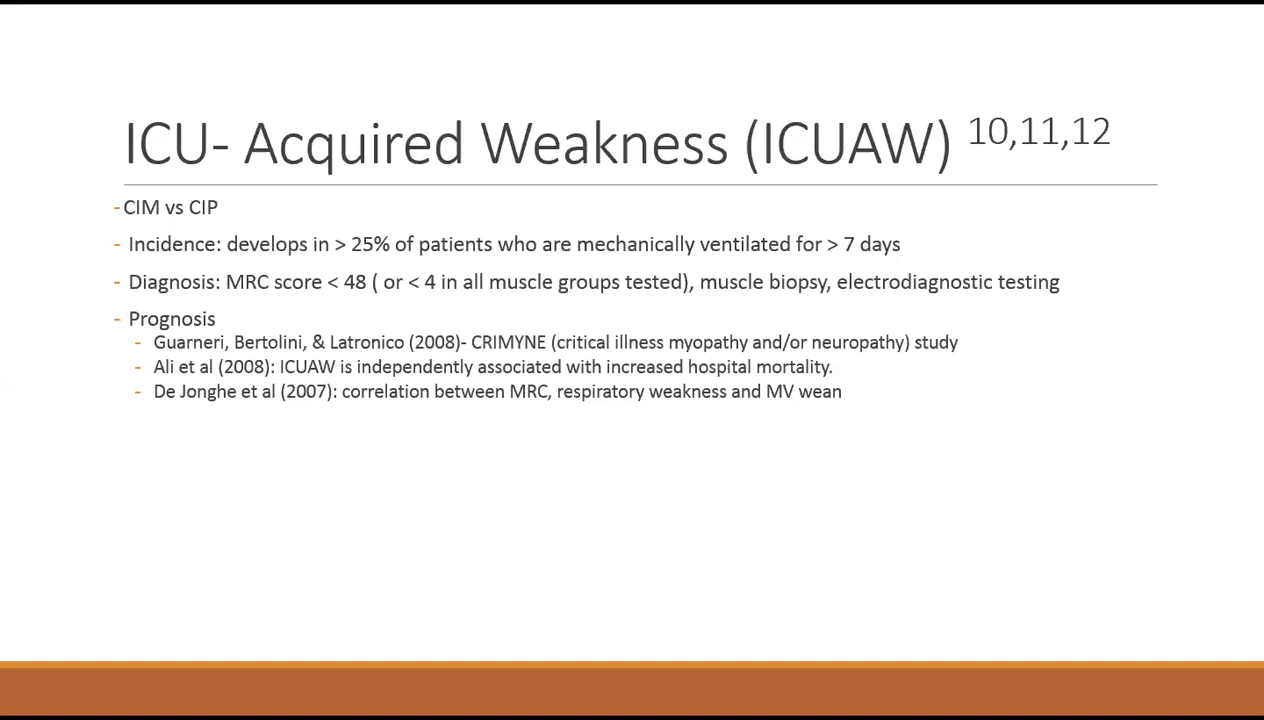 ICU- Acquired Weakness (ICUAW) 10,11,12
-CIM vs CIP
- Incidence: develops in > 25% of patients who are mechanically ventilated for > 7 days
- Diagnosis: MRC score < 48 ( or < 4 in all muscle groups tested), muscle biopsy, electrodiagnostic testing
- Prognosis
- Guarneri, Bertolini, & Latronico (2008)- CRIMYNE (critical illness myopathy and/or neuropathy) study
- Ali et al (2008): ICUAW is independently associated with increased hospital mortality.
- De Jonghe et al (2007): correlation between MRC, respiratory weakness and MV wean